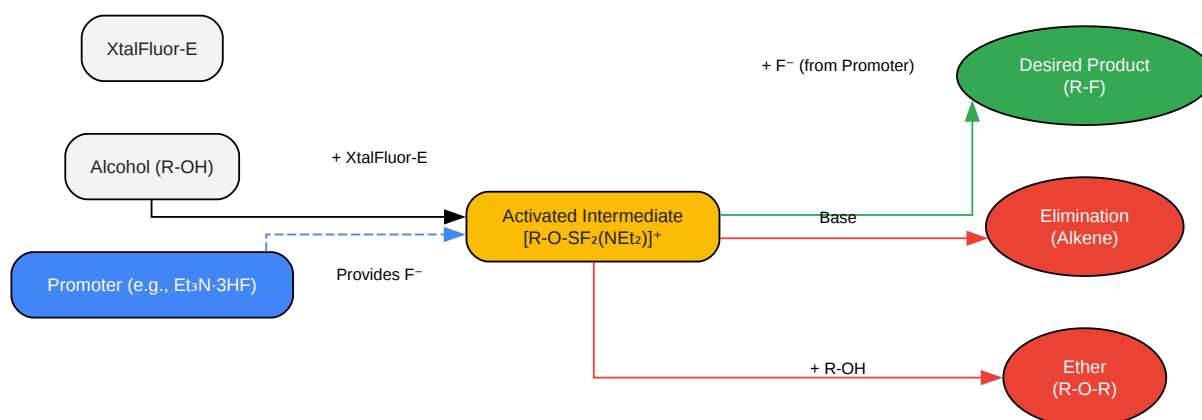 XtalFluor-E
Alcohol (R-OH)
+ XtalFluor-E
Promoter (e.g., Et₃N·3HF)
Provides F⁻
Activated Intermediate
[R-O-SF₂(NEt₂)]⁺
+ F⁻ (from Promoter)
Desired Product
(R-F)
Base
Elimination
(Alkene)
+ R-OH
Ether
(R-O-R)